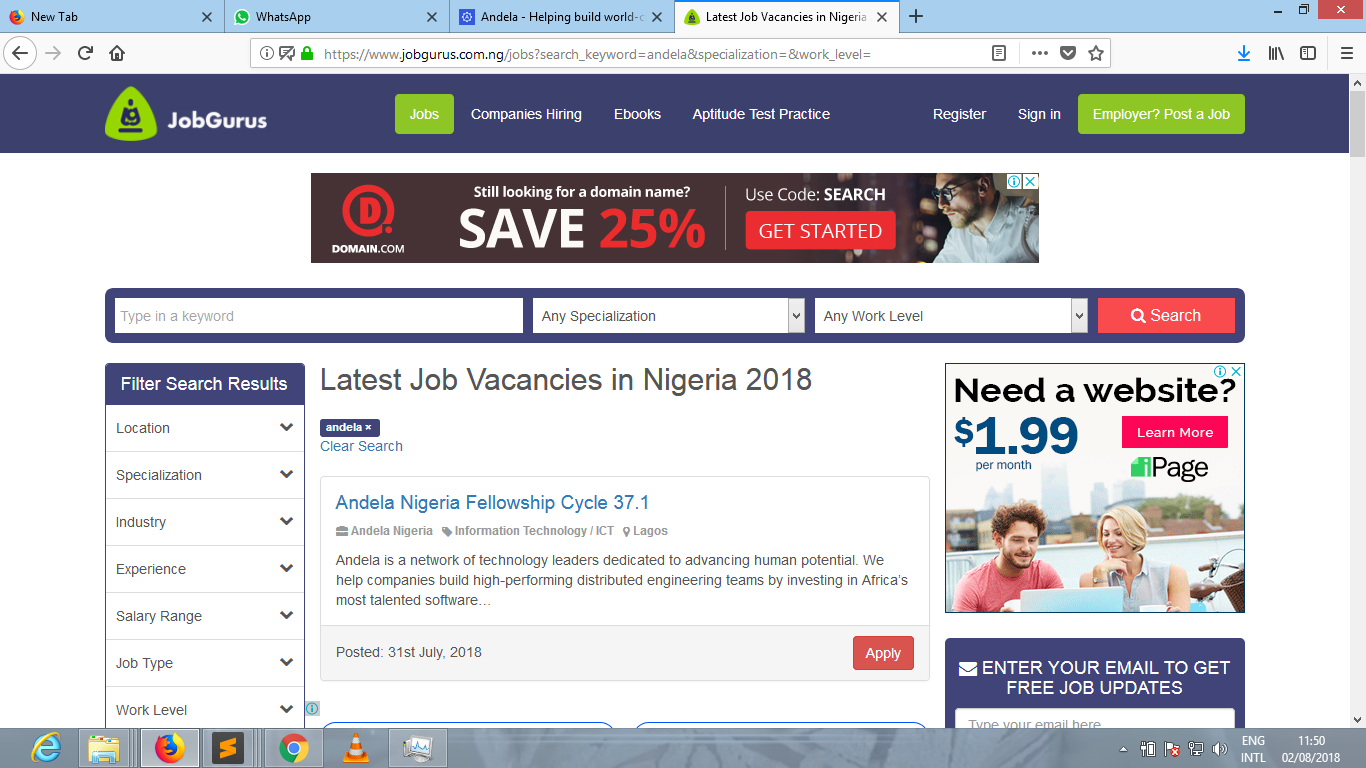 New Tab
WhatsApp
Andela - Helping build world-c
Latest Job Vacancies in Nigeria
https://www.jobgurus.com.ng/jobs?search_keyword=andela&specialization=&work_level=
JobGurus
Jobs
Companies Hiring
Ebooks
Aptitude Test Practice
Register
Sign in
Employer? Post a Job
D
DOMAIN.COM
Still looking for a domain name?
SAVE 25%
Use Code: SEARCH
GET STARTED
Type in a keyword
Any Specialization
Any Work Level
Search
Filter Search Results
Location
Specialization
Industry
Experience
Salary Range
Job Type
Work Level
Latest Job Vacancies in Nigeria 2018
andela ×
Clear Search
Andela Nigeria Fellowship Cycle 37.1
Andela Nigeria Information Technology / ICT Lagos
Andela is a network of technology leaders dedicated to advancing human potential. We
help companies build high-performing distributed engineering teams by investing in Africa's
most talented software…
Posted: 31st July, 2018
Apply
Need a website?
$1.99
per month
Learn More
iPage
ENTER YOUR EMAIL TO GET
FREE JOB UPDATES
Type your email here
ENG
INTL
11:50
02/08/2018